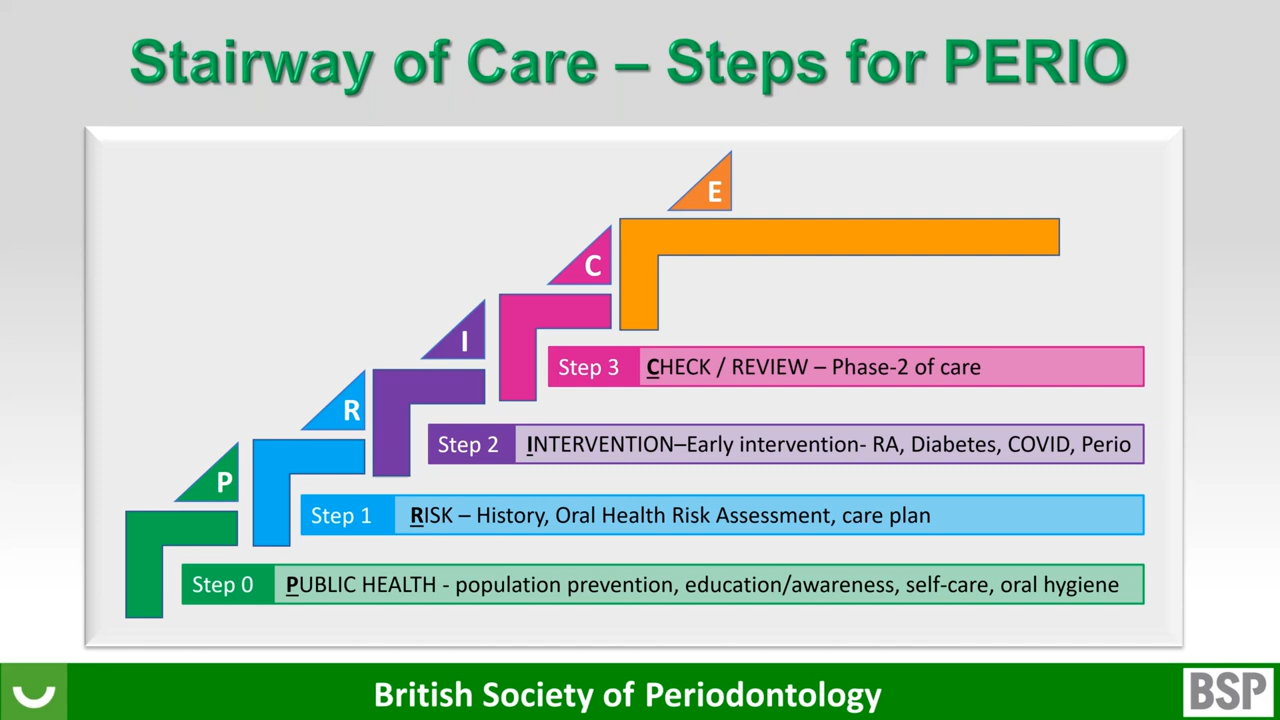 Stairway of Care – Steps for PERIO
E
C
I
R
P
Step 3 CHECK / REVIEW – Phase-2 of care
Step 2 INTERVENTION–Early intervention- RA, Diabetes, COVID, Perio
Step 1 RISK – History, Oral Health Risk Assessment, care plan
Step 0 PUBLIC HEALTH - population prevention, education/awareness, self-care, oral hygiene
British Society of Periodontology
BSP